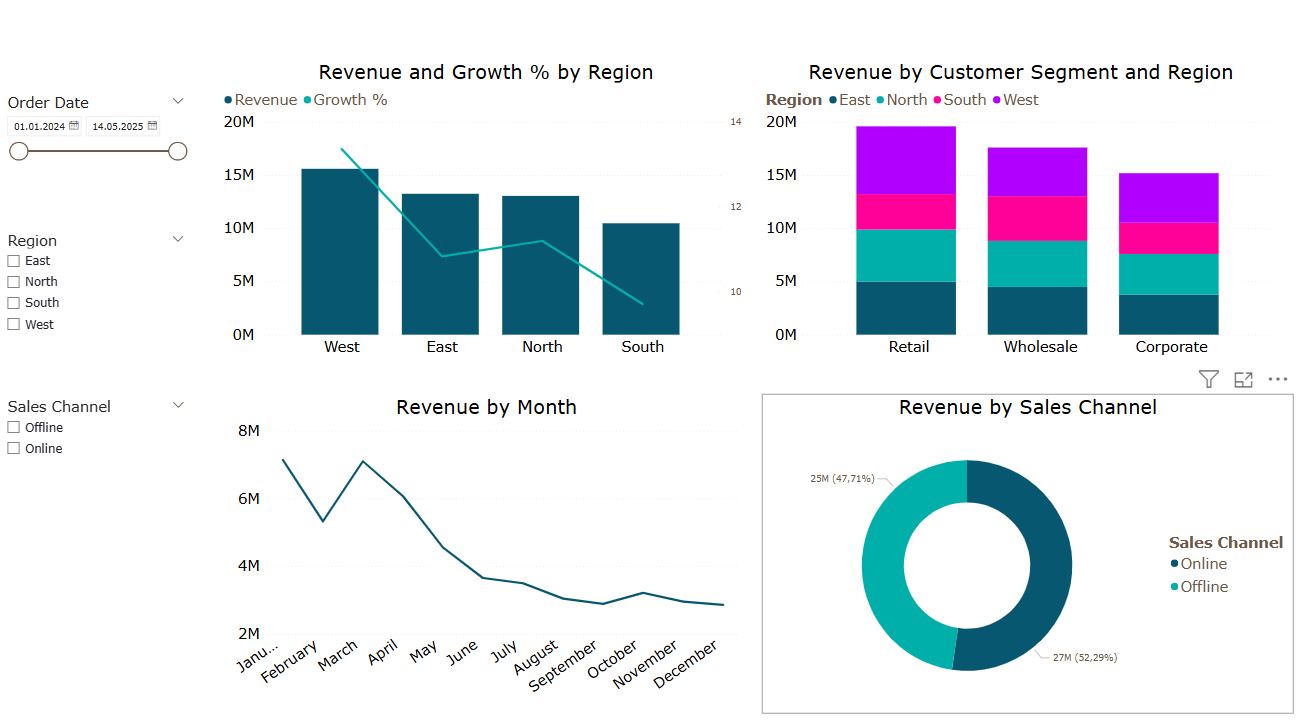 Order Date
01.01.2024
14.05.2025
Region
East
North
South
West
Sales Channel
Offline
Online
Revenue and Growth % by Region
Revenue Growth %
20M
15M
10M
5M
0M
14
12
10
West East North South
Revenue by Customer Segment and Region
Region East North South West
20M
15M
10M
5M
0M
Retail Wholesale Corporate
Revenue by Month
8M
6M
4M
2M
Janu... February March April May June July August September October November December
Revenue by Sales Channel
25M (47,71%)
27M (52,29%)
Sales Channel
Online
Offline